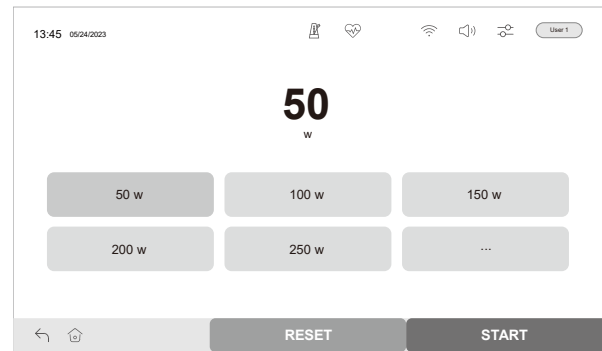 13:45 05/24/2023 User 1
50
w
50 w 100 w 150 w
200 w 250 w ...
RESET START